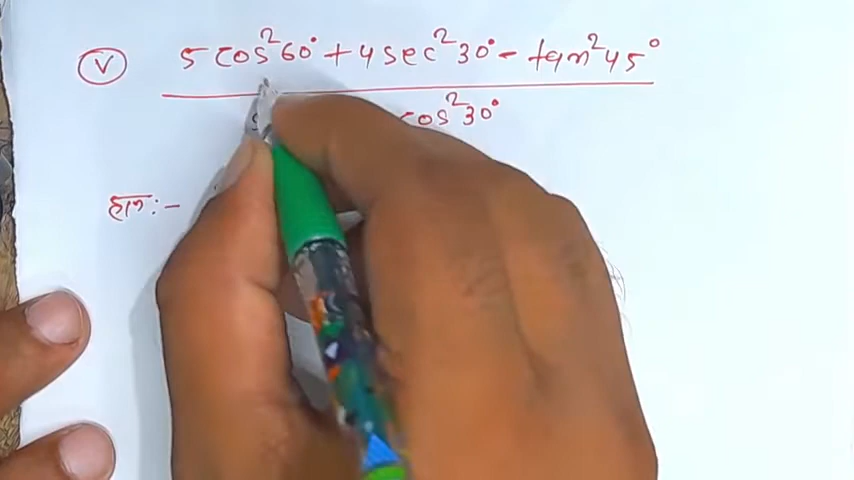 (v) 5 cos²60° + 4 sec²30° - tan²45°
cos²30°
हल:-